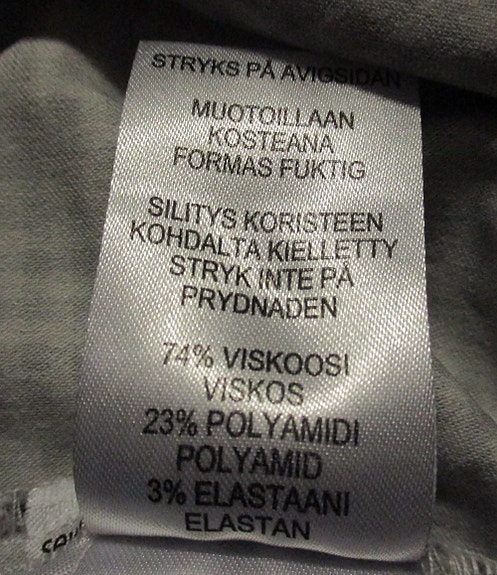 STRYKS PÅ AVIGSIDAN
MUOTOILLAAN
KOSTEANA
FORMAS FUKTIG
SILITYS KORISTEEN
KOHDALTA KIELLETTY
STRYK INTE PÅ
PRYDNADEN
74% VISKOOSI
VISKOS
23% POLYAMIDI
POLYAMID
3% ELASTAANI
ELASTAN